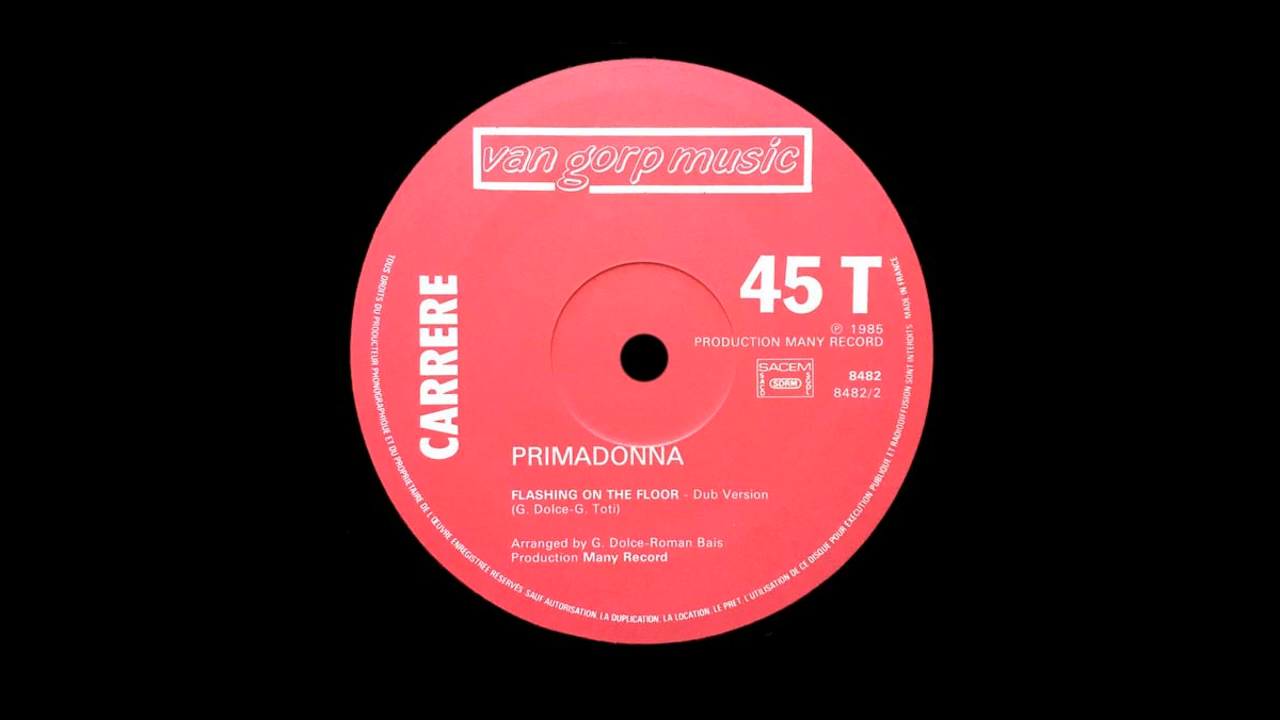 van gorp music
CARRERE
45 T
℗ 1985
PRODUCTION MANY RECORD
SACEM
SACD SDRM SGDL
8482
8482/2
PRIMADONNA
FLASHING ON THE FLOOR - Dub Version
(G. Dolce-G. Toti)
Arranged by G. Dolce-Roman Bais
Production Many Record
TOUS DROITS DU PRODUCTEUR PHONOGRAPHIQUE ET DU PROPRIETAIRE DE L'ŒUVRE ENREGISTREE RESERVES. SAUF AUTORISATION, LA DUPLICATION, LA LOCATION, LE PRET, L'UTILISATION DE CE DISQUE POUR EXECUTION PUBLIQUE ET RADIODIFFUSION SONT INTERDITS MADE IN FRANCE